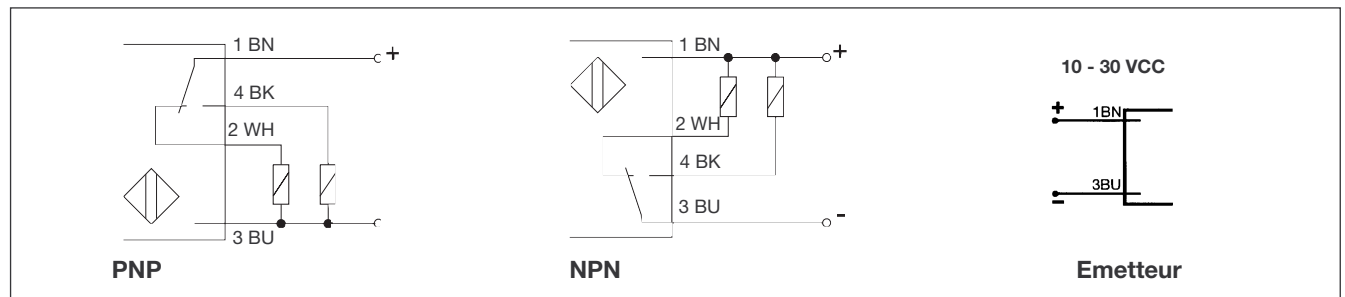 1 BN
+
4 BK
2 WH
3 BU
PNP
1 BN
+
2 WH
4 BK
3 BU
-
NPN
10 - 30 VCC
+
1BN
3BU
-
Emetteur